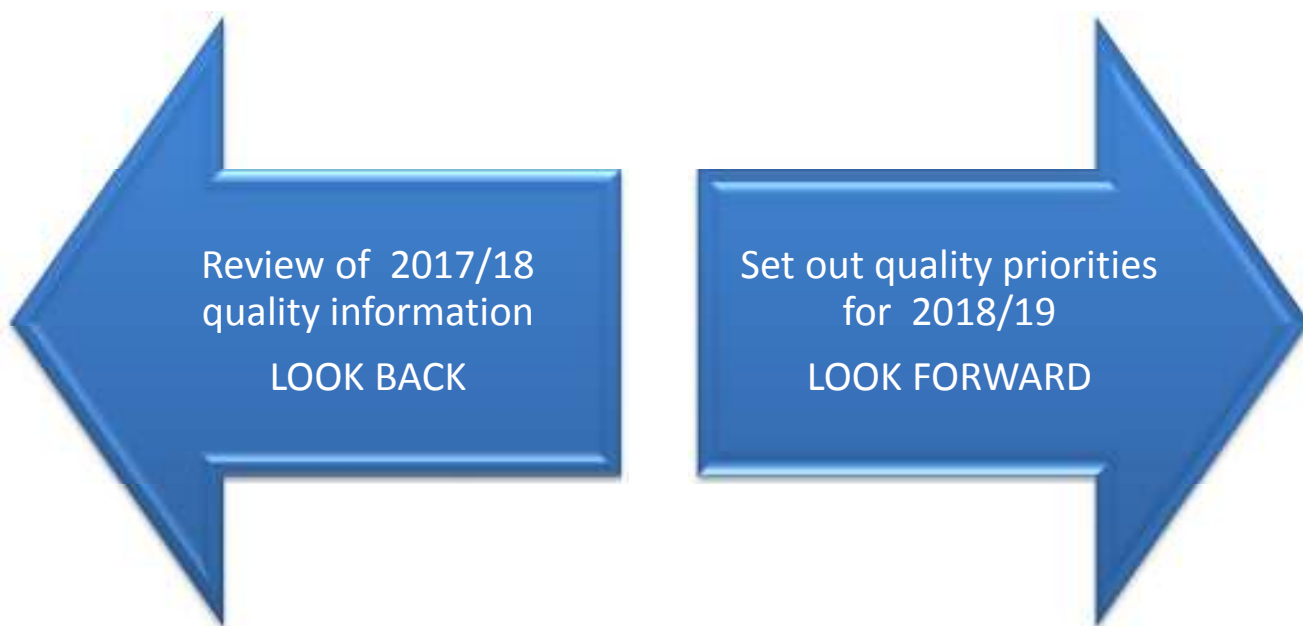 Review of 2017/18
quality information
LOOK BACK
Set out quality priorities
for 2018/19
LOOK FORWARD